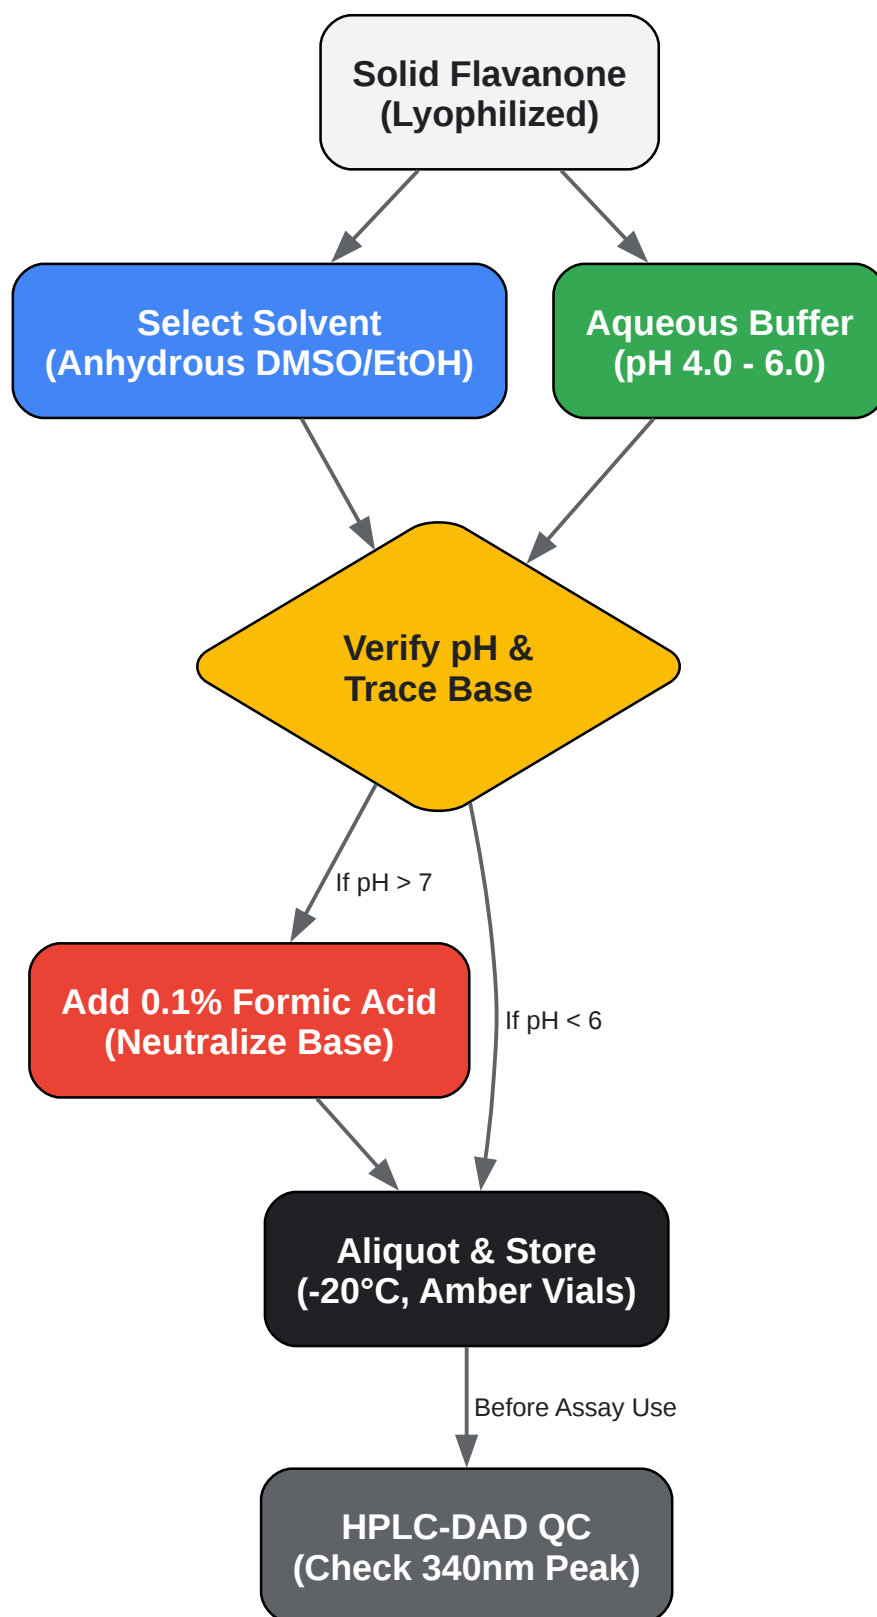 Solid Flavanone
(Lyophilized)
Select Solvent
(Anhydrous DMSO/EtOH)
Aqueous Buffer
(pH 4.0 - 6.0)
Verify pH &
Trace Base
If pH > 7
Add 0.1% Formic Acid
(Neutralize Base)
If pH < 6
Aliquot & Store
(-20°C, Amber Vials)
Before Assay Use
HPLC-DAD QC
(Check 340nm Peak)